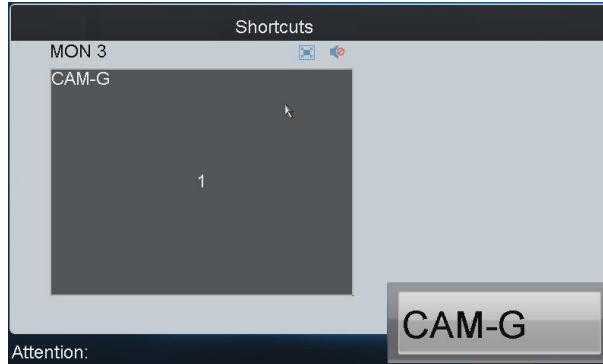 Shortcuts
MON 3
CAM-G
1
CAM-G
Attention: